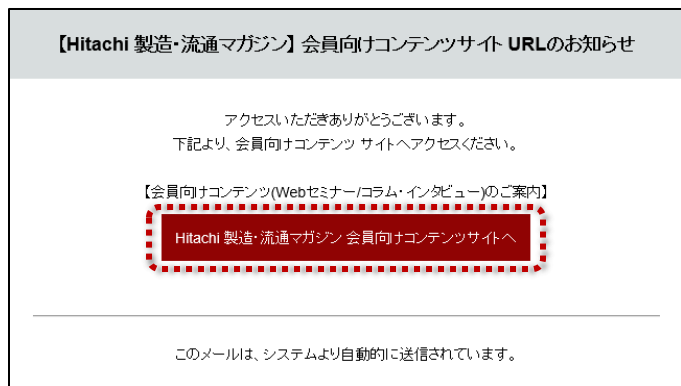 【Hitachi 製造・流通マガジン】 会員向けコンテンツサイト URLのお知らせ
アクセスいただきありがとうございます。
下記より、会員向けコンテンツ サイトへアクセスください。
【会員向けコンテンツ(Webセミナー/コラム・インタビュー)のご案内】
Hitachi 製造・流通マガジン 会員向けコンテンツサイトへ
このメールは、システムより自動的に送信されています。